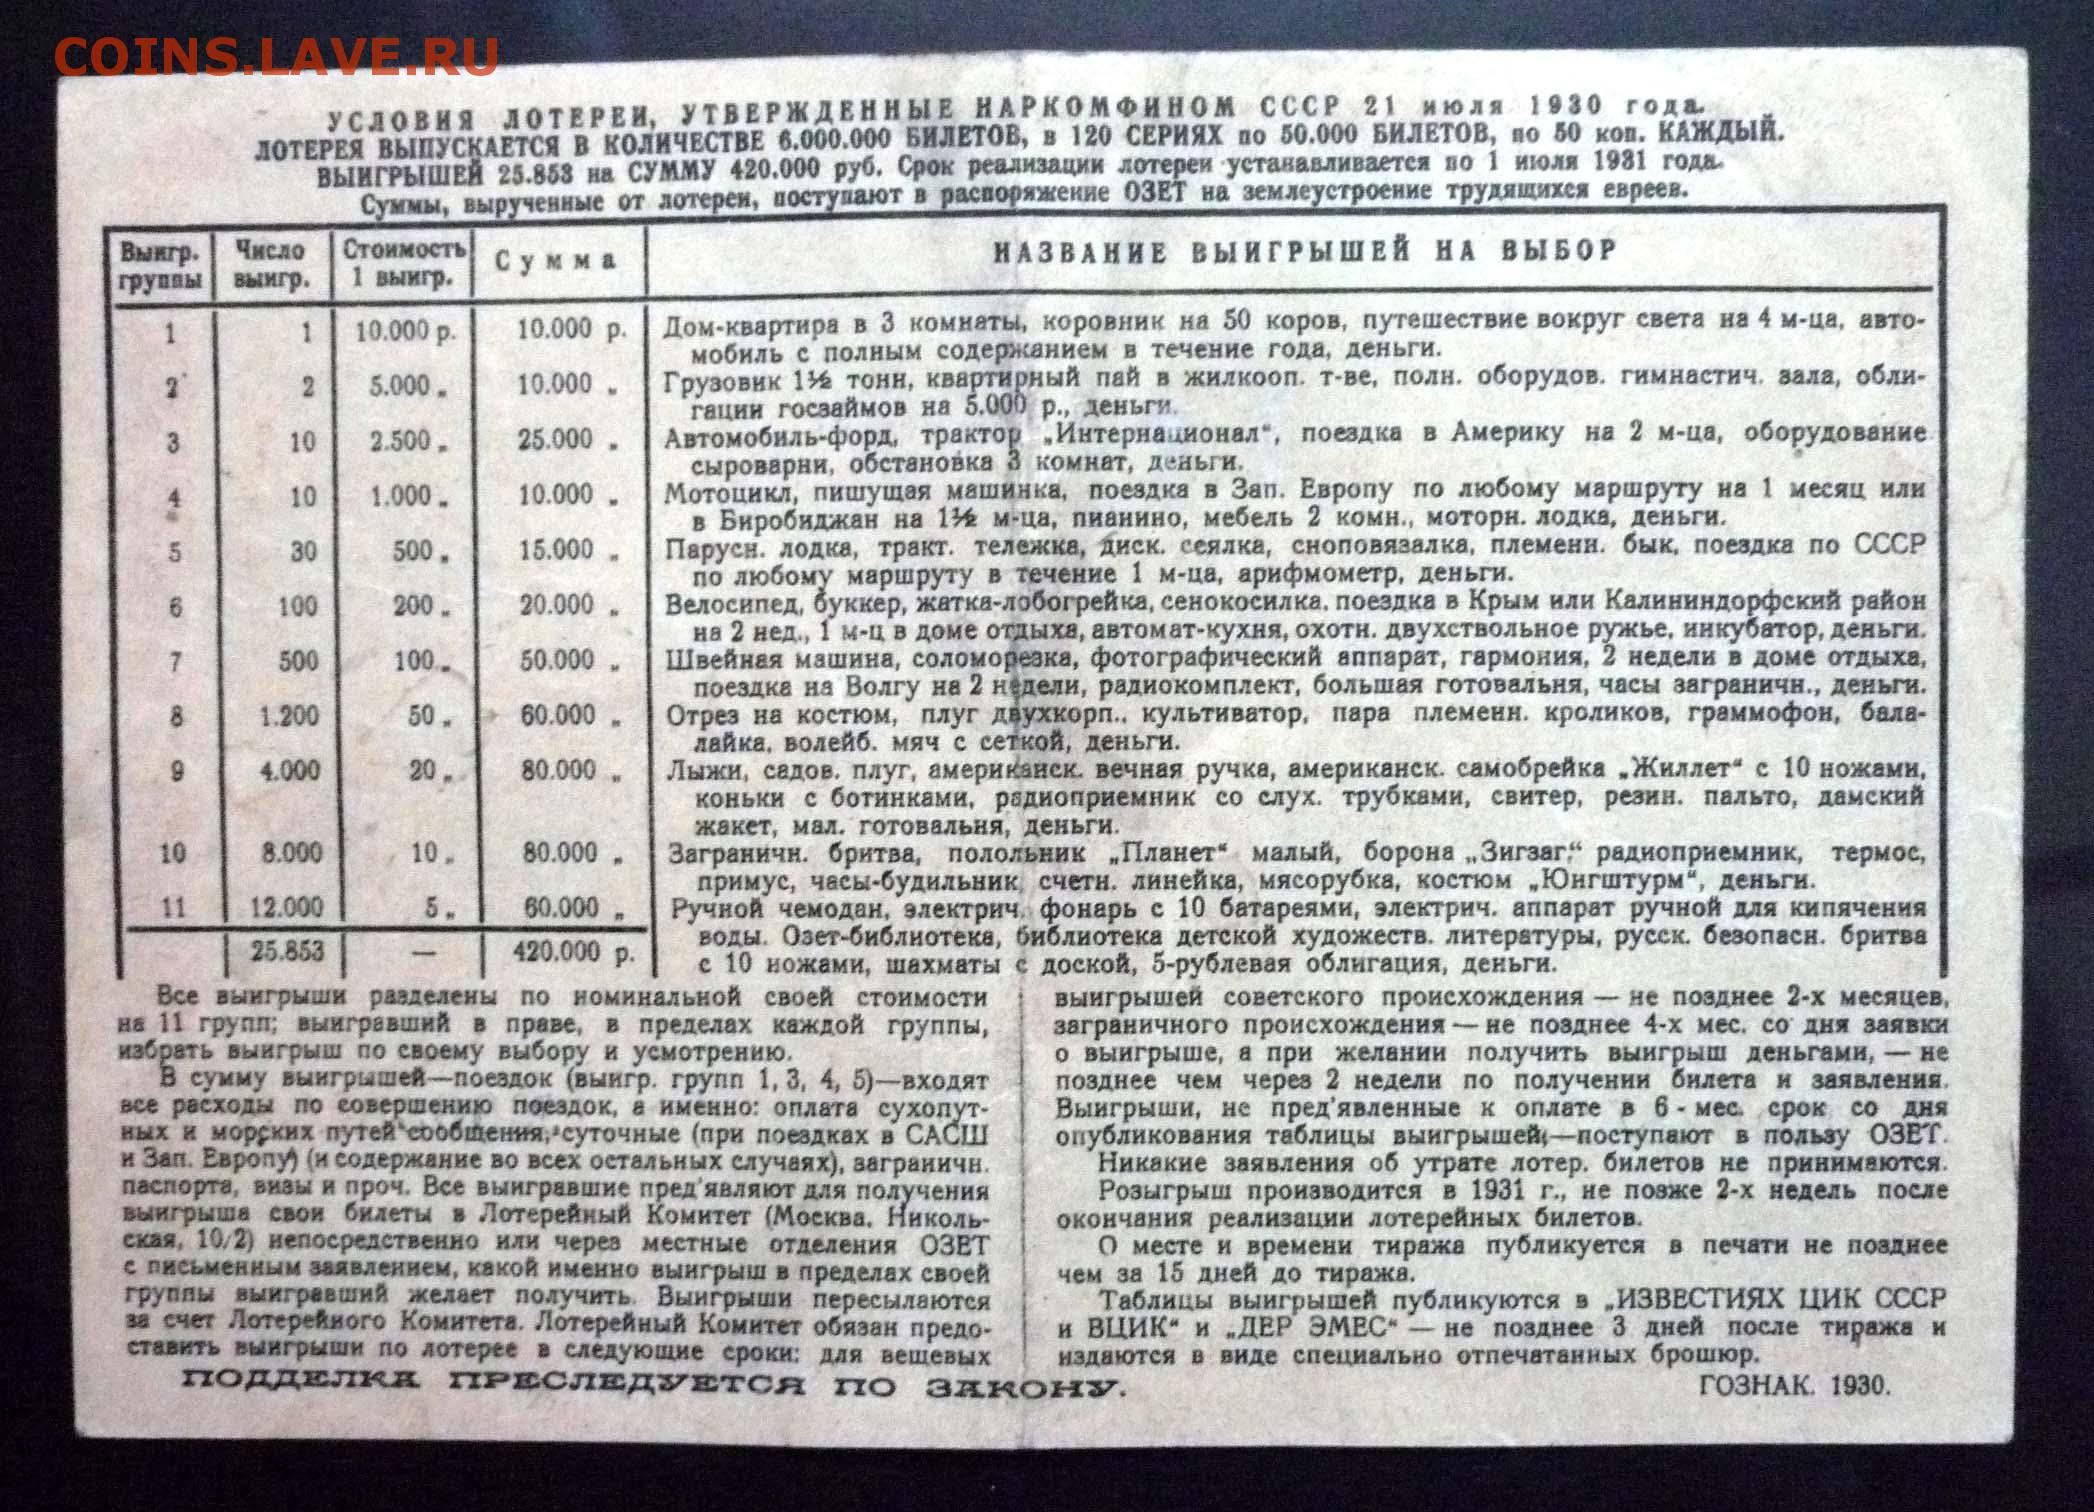 COINS.LAVE.RU
УСЛОВИЯ ЛОТЕРЕИ, УТВЕРЖДЕННЫЕ НАРКОМФИНОМ СССР 21 июля 1930 года.
ЛОТЕРЕЯ ВЫПУСКАЕТСЯ В КОЛИЧЕСТВЕ 6.000.000 БИЛЕТОВ, в 120 СЕРИЯХ по 50.000 БИЛЕТОВ, по 50 коп. КАЖДЫЙ.
ВЫИГРЫШЕЙ 25.853 на СУММУ 420.000 руб. Срок реализации лотереи устанавливается по 1 июля 1931 года.
Суммы, вырученные от лотереи, поступают в распоряжение ОЗЕТ на землеустроение трудящихся евреев.
Выигр. группы | Число выигр. | Стоимость 1 выигр. | Сумма | НАЗВАНИЕ ВЫИГРЫШЕЙ НА ВЫБОР
1 1 10.000 р. 10.000 р. Дом-квартира в 3 комнаты, коровник на 50 коров, путешествие вокруг света на 4 м-ца, авто-
мобиль с полным содержанием в течение года, деньги.
2 2 5.000 „ 10.000 „ Грузовик 1½ тонн, квартирный пай в жилкооп. т-ве, полн. оборудов. гимнастич. зала, обли-
гации госзаймов на 5.000 р., деньги.
3 10 2.500 „ 25.000 „ Автомобиль-форд, трактор „Интернационал“, поездка в Америку на 2 м-ца, оборудование
сыроварни, обстановка 3 комнат, деньги.
4 10 1.000 „ 10.000 „ Мотоцикл, пишущая машинка, поездка в Зап. Европу по любому маршруту на 1 месяц или
в Биробиджан на 1½ м-ца, пианино, мебель 2 комн., моторн. лодка, деньги.
5 30 500 „ 15.000 „ Парусн. лодка, тракт. тележка, диск. сеялка, сноповязалка, племенн. бык, поездка по СССР
по любому маршруту в течение 1 м-ца, арифмометр, деньги.
6 100 200 „ 20.000 „ Велосипед, буккер, жатка-лобогрейка, сенокосилка, поездка в Крым или Калининдорфский район
на 2 нед., 1 м-ц в доме отдыха, автомат-кухня, охотн. двухствольное ружье, инкубатор, деньги.
7 500 100 „ 50.000 „ Швейная машина, соломорезка, фотографический аппарат, гармония, 2 недели в доме отдыха,
поездка на Волгу на 2 недели, радиокомплект, большая готовальня, часы заграничн., деньги.
8 1.200 50 „ 60.000 „ Отрез на костюм, плуг двухкорп., культиватор, пара племенн. кроликов, граммофон, бала-
лайка, волейб. мяч с сеткой, деньги.
9 4.000 20 „ 80.000 „ Лыжи, садов. плуг, американск. вечная ручка, американск. самобрейка „Жиллет“ с 10 ножами,
коньки с ботинками, радиоприемник со слух. трубками, свитер, резин. пальто, дамский
жакет, мал. готовальня, деньги.
10 8.000 10 „ 80.000 „ Заграничн. бритва, полольник „Планет“ малый, борона „Зигзаг,“ радиоприемник, термос,
примус, часы-будильник, счетн. линейка, мясорубка, костюм „Юнгштурм“, деньги.
11 12.000 5 „ 60.000 „ Ручной чемодан, электрич. фонарь с 10 батареями, электрич. аппарат ручной для кипячения
воды. Озет-библиотека, библиотека детской художеств. литературы, русск. безопасн. бритва
25.853 — 420.000 р. с 10 ножами, шахматы с доской, 5-рублевая облигация, деньги.
Все выигрыши разделены по номинальной своей стоимости
на 11 групп; выигравший в праве, в пределах каждой группы,
избрать выигрыш по своему выбору и усмотрению.
В сумму выигрышей—поездок (выигр. групп 1, 3, 4, 5)—входят
все расходы по совершению поездок, а именно: оплата сухопут-
ных и морских путей сообщения, суточные (при поездках в САСШ
и Зап. Европу) (и содержание во всех остальных случаях), заграничн.
паспорта, визы и проч. Все выигравшие пред'являют для получения
выигрыша свои билеты в Лотерейный Комитет (Москва, Николь-
ская, 10/2) непосредственно или через местные отделения ОЗЕТ
с письменным заявлением, какой именно выигрыш в пределах своей
группы выигравший желает получить. Выигрыши пересылаются
за счет Лотерейного Комитета. Лотерейный Комитет обязан предо-
ставить выигрыши по лотерее в следующие сроки: для вещевых
выигрышей советского происхождения — не позднее 2-х месяцев,
заграничного происхождения — не позднее 4-х мес. со дня заявки
о выигрыше, а при желании получить выигрыш деньгами, — не
позднее чем через 2 недели по получении билета и заявления.
Выигрыши, не пред'явленные к оплате в 6-мес. срок со дня
опубликования таблицы выигрышей,—поступают в пользу ОЗЕТ.
Никакие заявления об утрате лотер. билетов не принимаются.
Розыгрыш производится в 1931 г., не позже 2-х недель после
окончания реализации лотерейных билетов.
О месте и времени тиража публикуется в печати не позднее
чем за 15 дней до тиража.
Таблицы выигрышей публикуются в „ИЗВЕСТИЯХ ЦИК СССР
и ВЦИК“ и „ДЕР ЭМЕС“ — не позднее 3 дней после тиража и
издаются в виде специально отпечатанных брошюр.
ПОДДЕЛКА ПРЕСЛЕДУЕТСЯ ПО ЗАКОНУ.
ГОЗНАК. 1930.